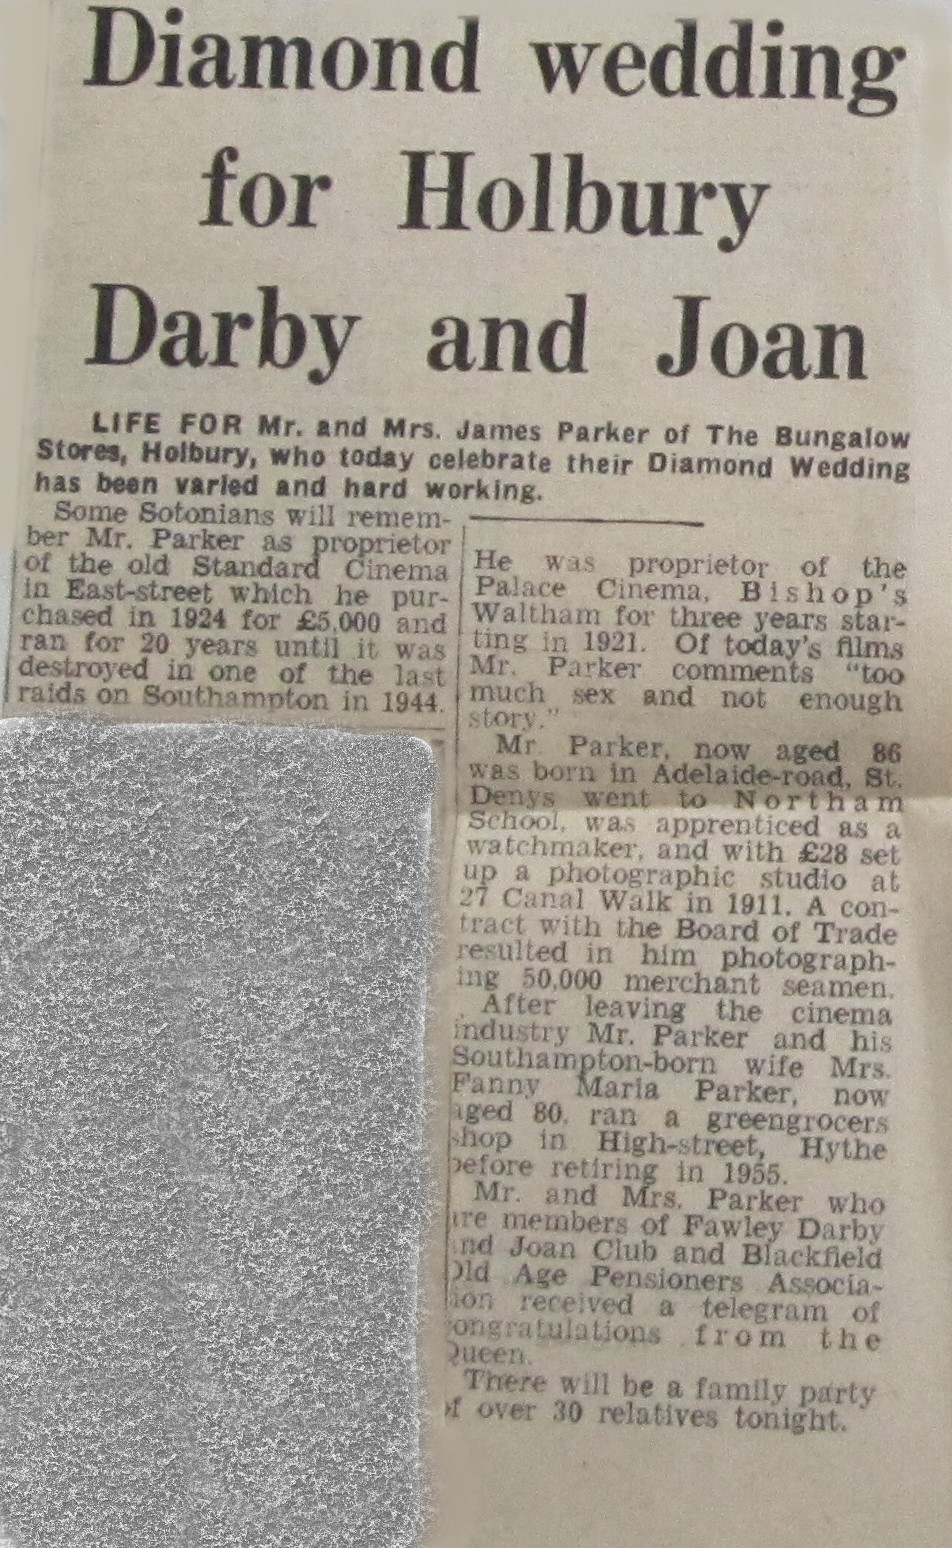 Diamond wedding
for Holbury
Darby and Joan
LIFE FOR Mr. and Mrs. James Parker of The Bungalow
Stores, Holbury, who today celebrate their Diamond Wedding
has been varied and hard working.
Some Sotonians will remem-
ber Mr. Parker as proprietor
of the old Standard Cinema
in East-street which he pur-
chased in 1924 for £5,000 and
ran for 20 years until it was
destroyed in one of the last
raids on Southampton in 1944.
He was proprietor of the
Palace Cinema, Bishop's
Waltham for three years star-
ting in 1921. Of today's films
Mr. Parker comments "too
much sex and not enough
story."
Mr. Parker, now aged 86
was born in Adelaide-road, St.
Denys went to Northam
School, was apprenticed as a
watchmaker, and with £28 set
up a photographic studio at
27 Canal Walk in 1911. A con-
tract with the Board of Trade
resulted in him photograph-
ing 50,000 merchant seamen.
After leaving the cinema
industry Mr. Parker and his
Southampton-born wife Mrs.
Fanny Maria Parker, now
aged 80, ran a greengrocers
shop in High-street, Hythe
before retiring in 1955.
Mr. and Mrs. Parker who
are members of Fawley Darby
and Joan Club and Blackfield
Old Age Pensioners Associa-
tion received a telegram of
congratulations from the
Queen.
There will be a family party
of over 30 relatives tonight.